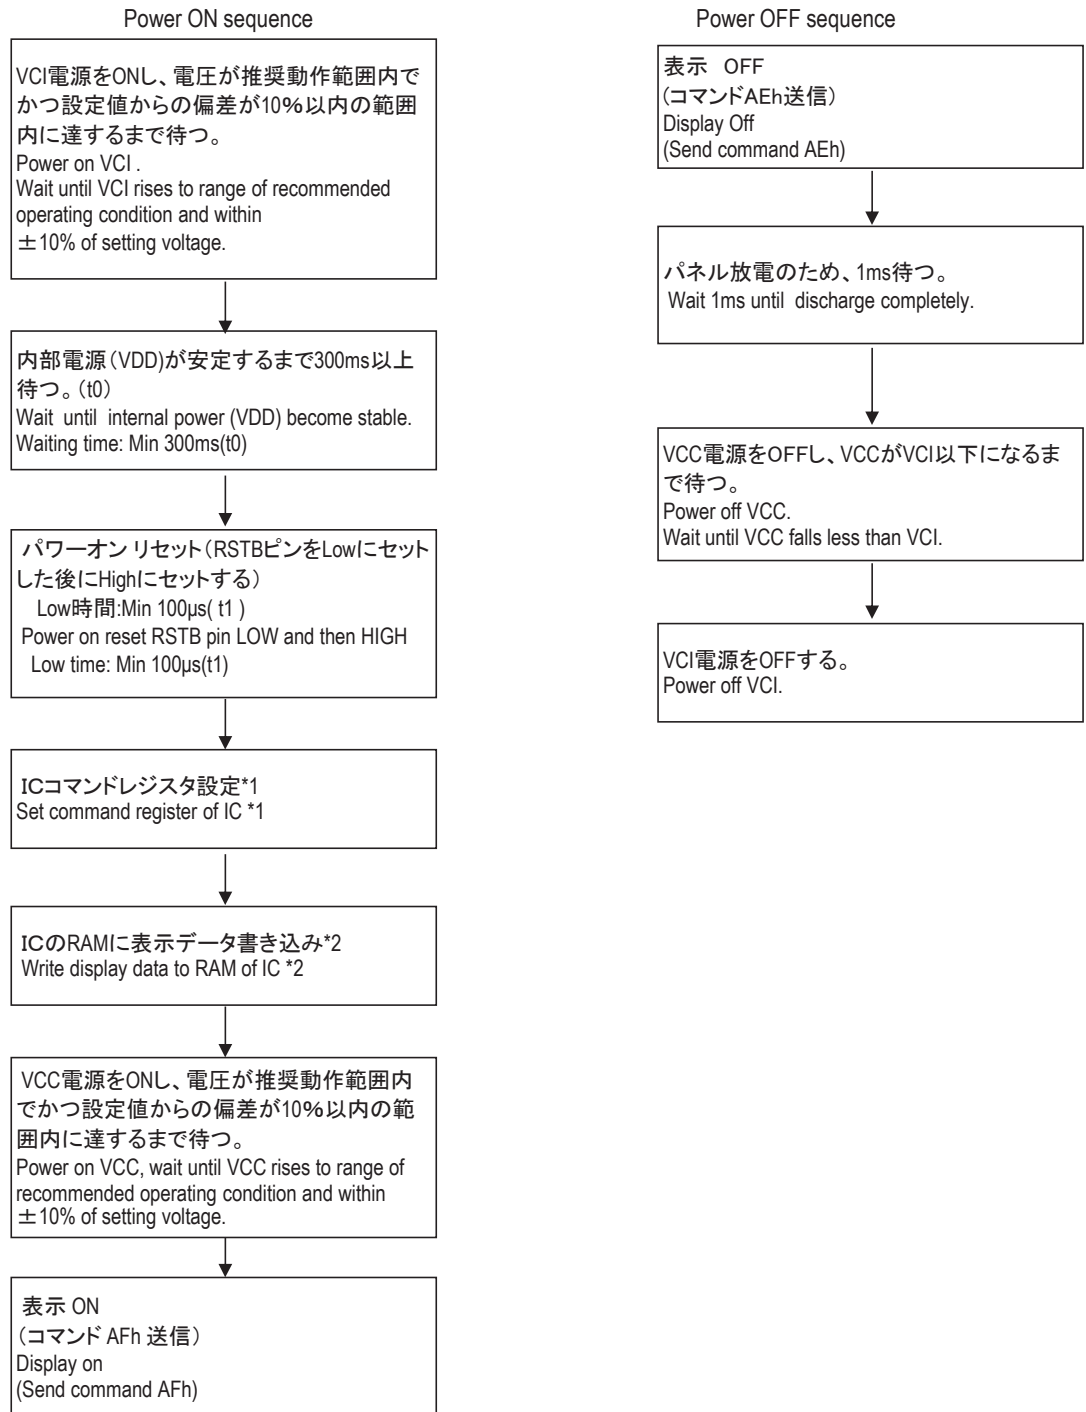 Power ON sequence
VCI電源をONし、電圧が推奨動作範囲内で
かつ設定値からの偏差が10%以内の範囲
内に達するまで待つ。
Power on VCI .
Wait until VCI rises to range of recommended
operating condition and within
±10% of setting voltage.
内部電源(VDD)が安定するまで300ms以上
待つ。(t0)
Wait until internal power (VDD) become stable.
Waiting time: Min 300ms(t0)
パワーオン リセット(RSTBピンをLowにセット
した後にHighにセットする)
Low時間:Min 100µs( t1 )
Power on reset RSTB pin LOW and then HIGH
Low time: Min 100µs(t1)
ICコマンドレジスタ設定*1
Set command register of IC *1
ICのRAMに表示データ書き込み*2
Write display data to RAM of IC *2
VCC電源をONし、電圧が推奨動作範囲内
でかつ設定値からの偏差が10%以内の範
囲内に達するまで待つ。
Power on VCC, wait until VCC rises to range of
recommended operating condition and within
±10% of setting voltage.
表示 ON
(コマンド AFh 送信)
Display on
(Send command AFh)
Power OFF sequence
表示 OFF
(コマンドAEh送信)
Display Off
(Send command AEh)
パネル放電のため、1ms待つ。
Wait 1ms until discharge completely.
VCC電源をOFFし、VCCがVCI以下になるま
で待つ。
Power off VCC.
Wait until VCC falls less than VCI.
VCI電源をOFFする。
Power off VCI.